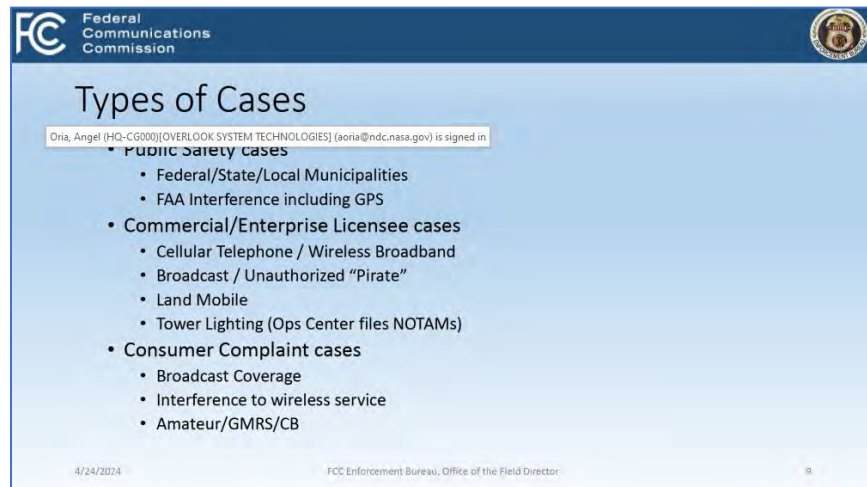 FCC Federal
Communications
Commission
Types of Cases
Oria, Angel (HQ-CG000)[OVERLOOK SYSTEM TECHNOLOGIES] (aoria@ndc.nasa.gov) is signed in
• Public Safety cases
• Federal/State/Local Municipalities
• FAA Interference including GPS
• Commercial/Enterprise Licensee cases
• Cellular Telephone / Wireless Broadband
• Broadcast / Unauthorized “Pirate”
• Land Mobile
• Tower Lighting (Ops Center files NOTAMs)
• Consumer Complaint cases
• Broadcast Coverage
• Interference to wireless service
• Amateur/GMRS/CB
4/24/2024
FCC Enforcement Bureau, Office of the Field Director
ENFORCEMENT BUREAU